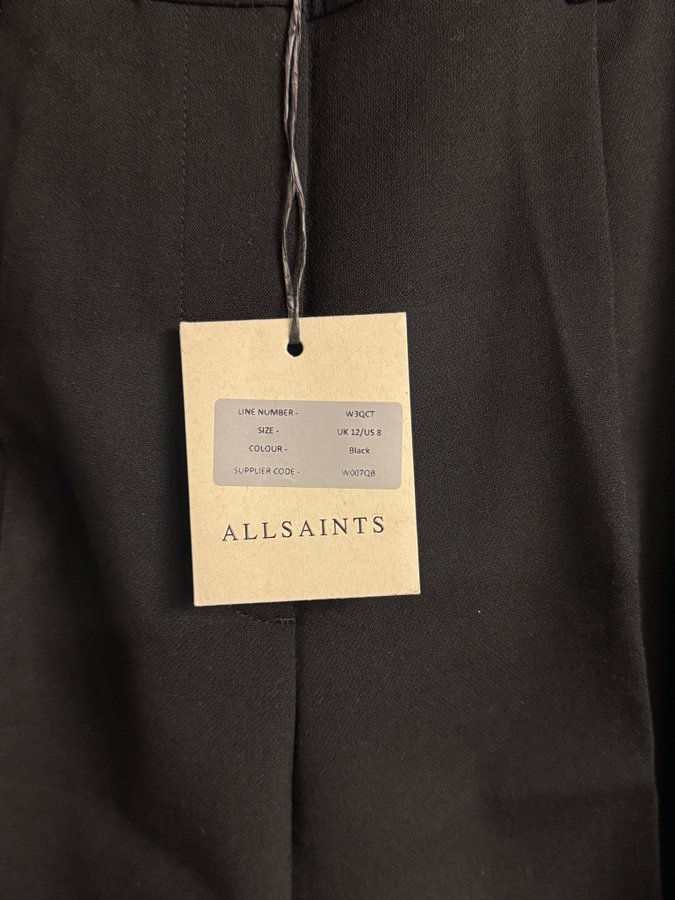 LINE NUMBER - W3QCT
SIZE - UK 12/US 8
COLOUR - Black
SUPPLIER CODE - W007QB
ALLSAINTS